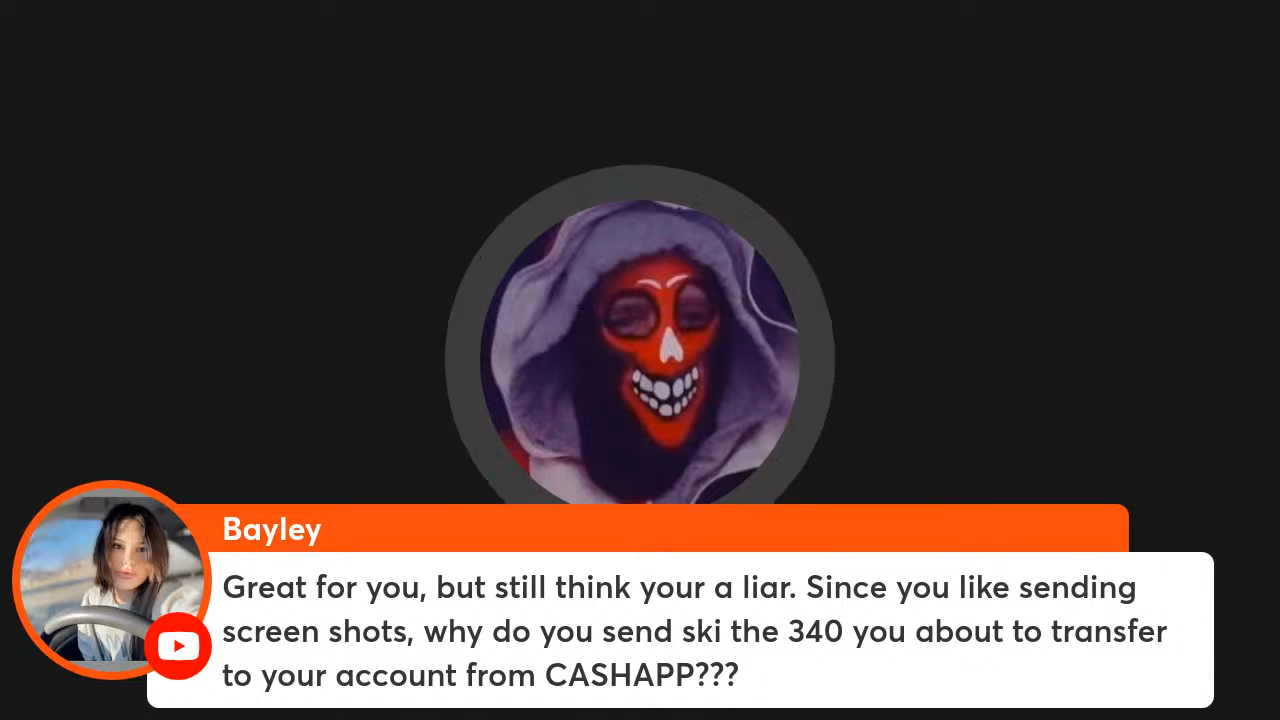 Bayley
Great for you, but still think your a liar. Since you like sending
screen shots, why do you send ski the 340 you about to transfer
to your account from CASHAPP???